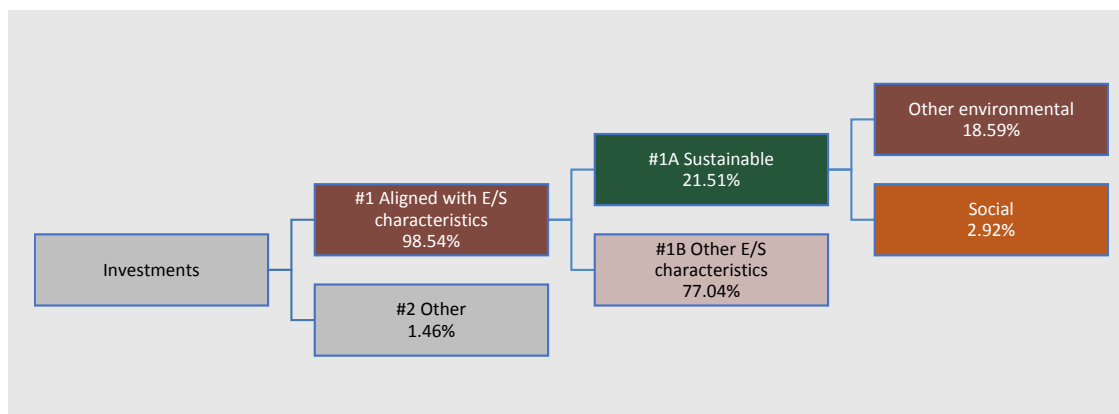 Investments
#1 Aligned with E/S
characteristics
98.54%
#2 Other
1.46%
#1A Sustainable
21.51%
#1B Other E/S
characteristics
77.04%
Other environmental
18.59%
Social
2.92%